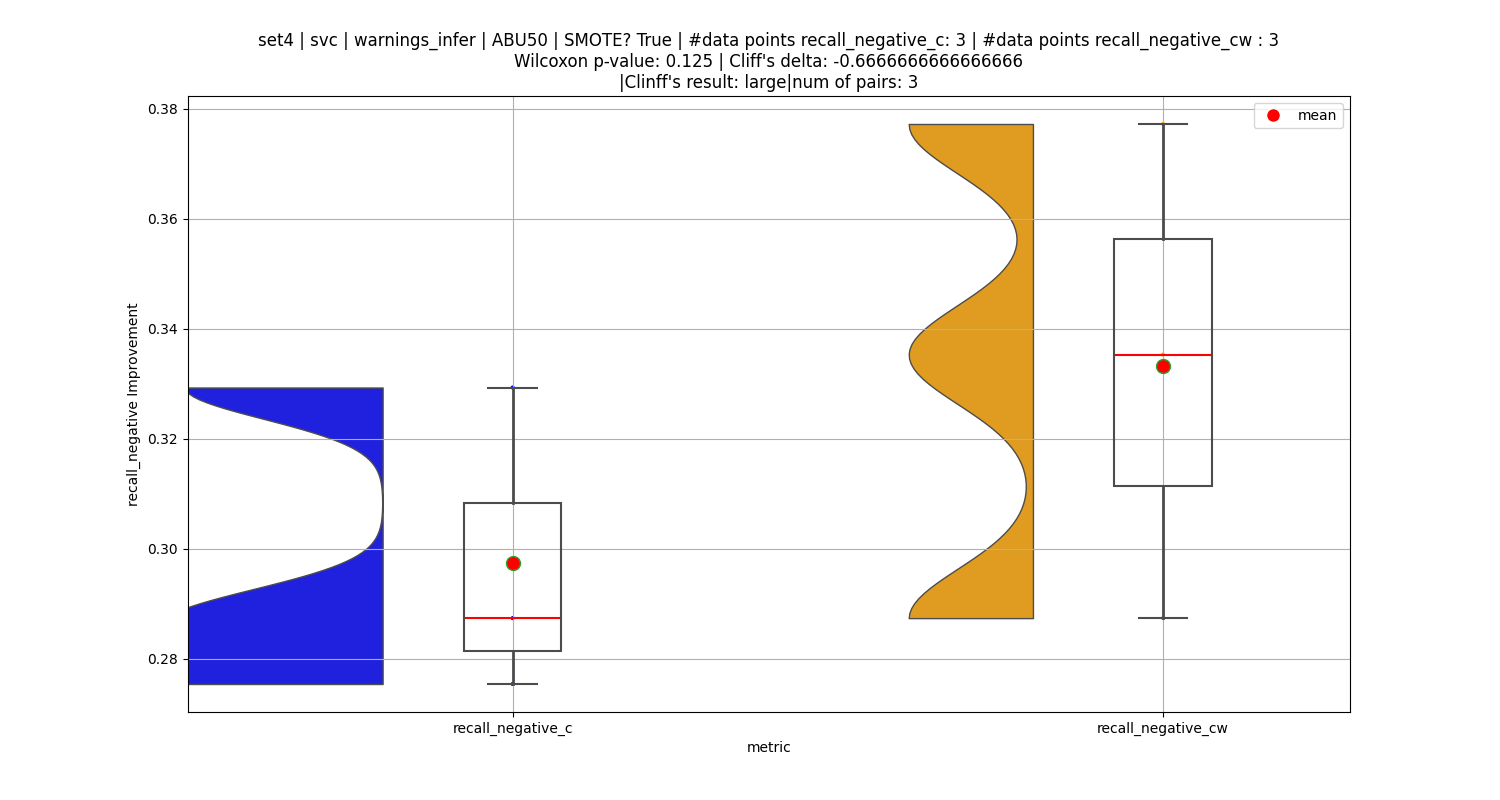 set4 | svc | warnings_infer | ABU50 | SMOTE? True | #data points recall_negative_c: 3 | #data points recall_negative_cw : 3
Wilcoxon p-value: 0.125 | Cliff's delta: -0.6666666666666666
|Clinff's result: large|num of pairs: 3
mean
0.38
0.36
0.34
0.32
0.30
0.28
recall_negative Improvement
recall_negative_c
recall_negative_cw
metric